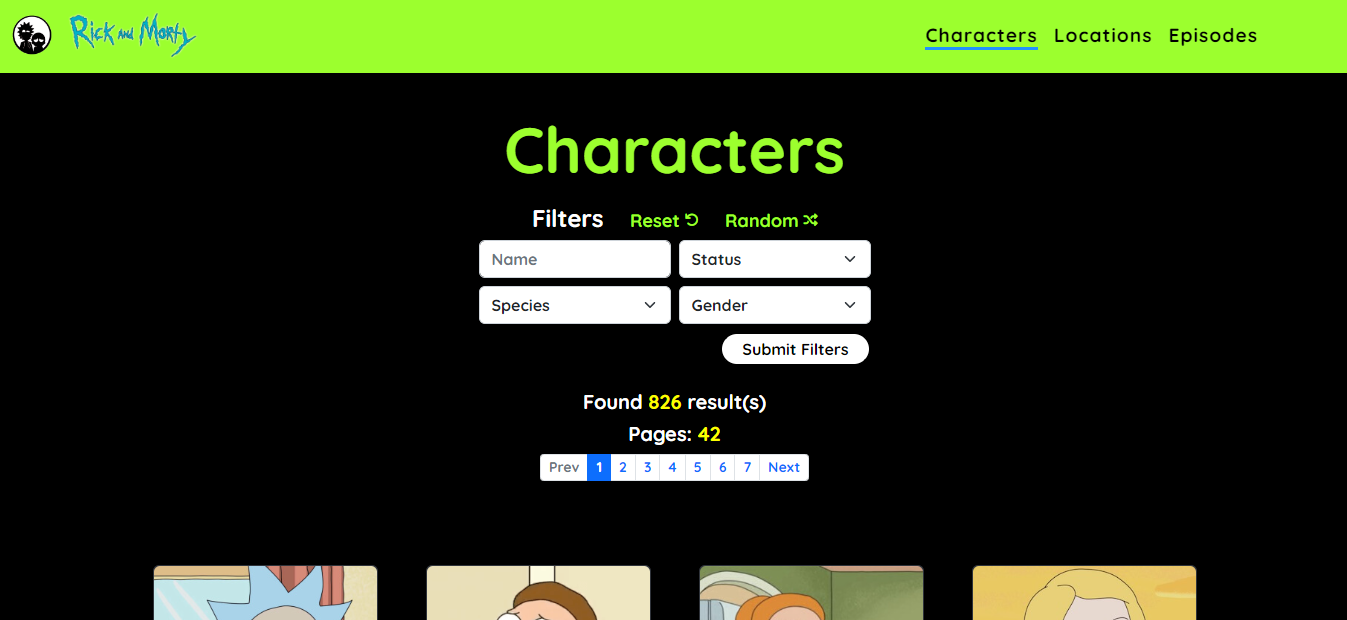 Rick and Morty Characters Locations Episodes
Characters
Filters Reset Random
Name Status
Species Gender
Submit Filters
Found 826 result(s)
Pages: 42
Prev 1 2 3 4 5 6 7 Next